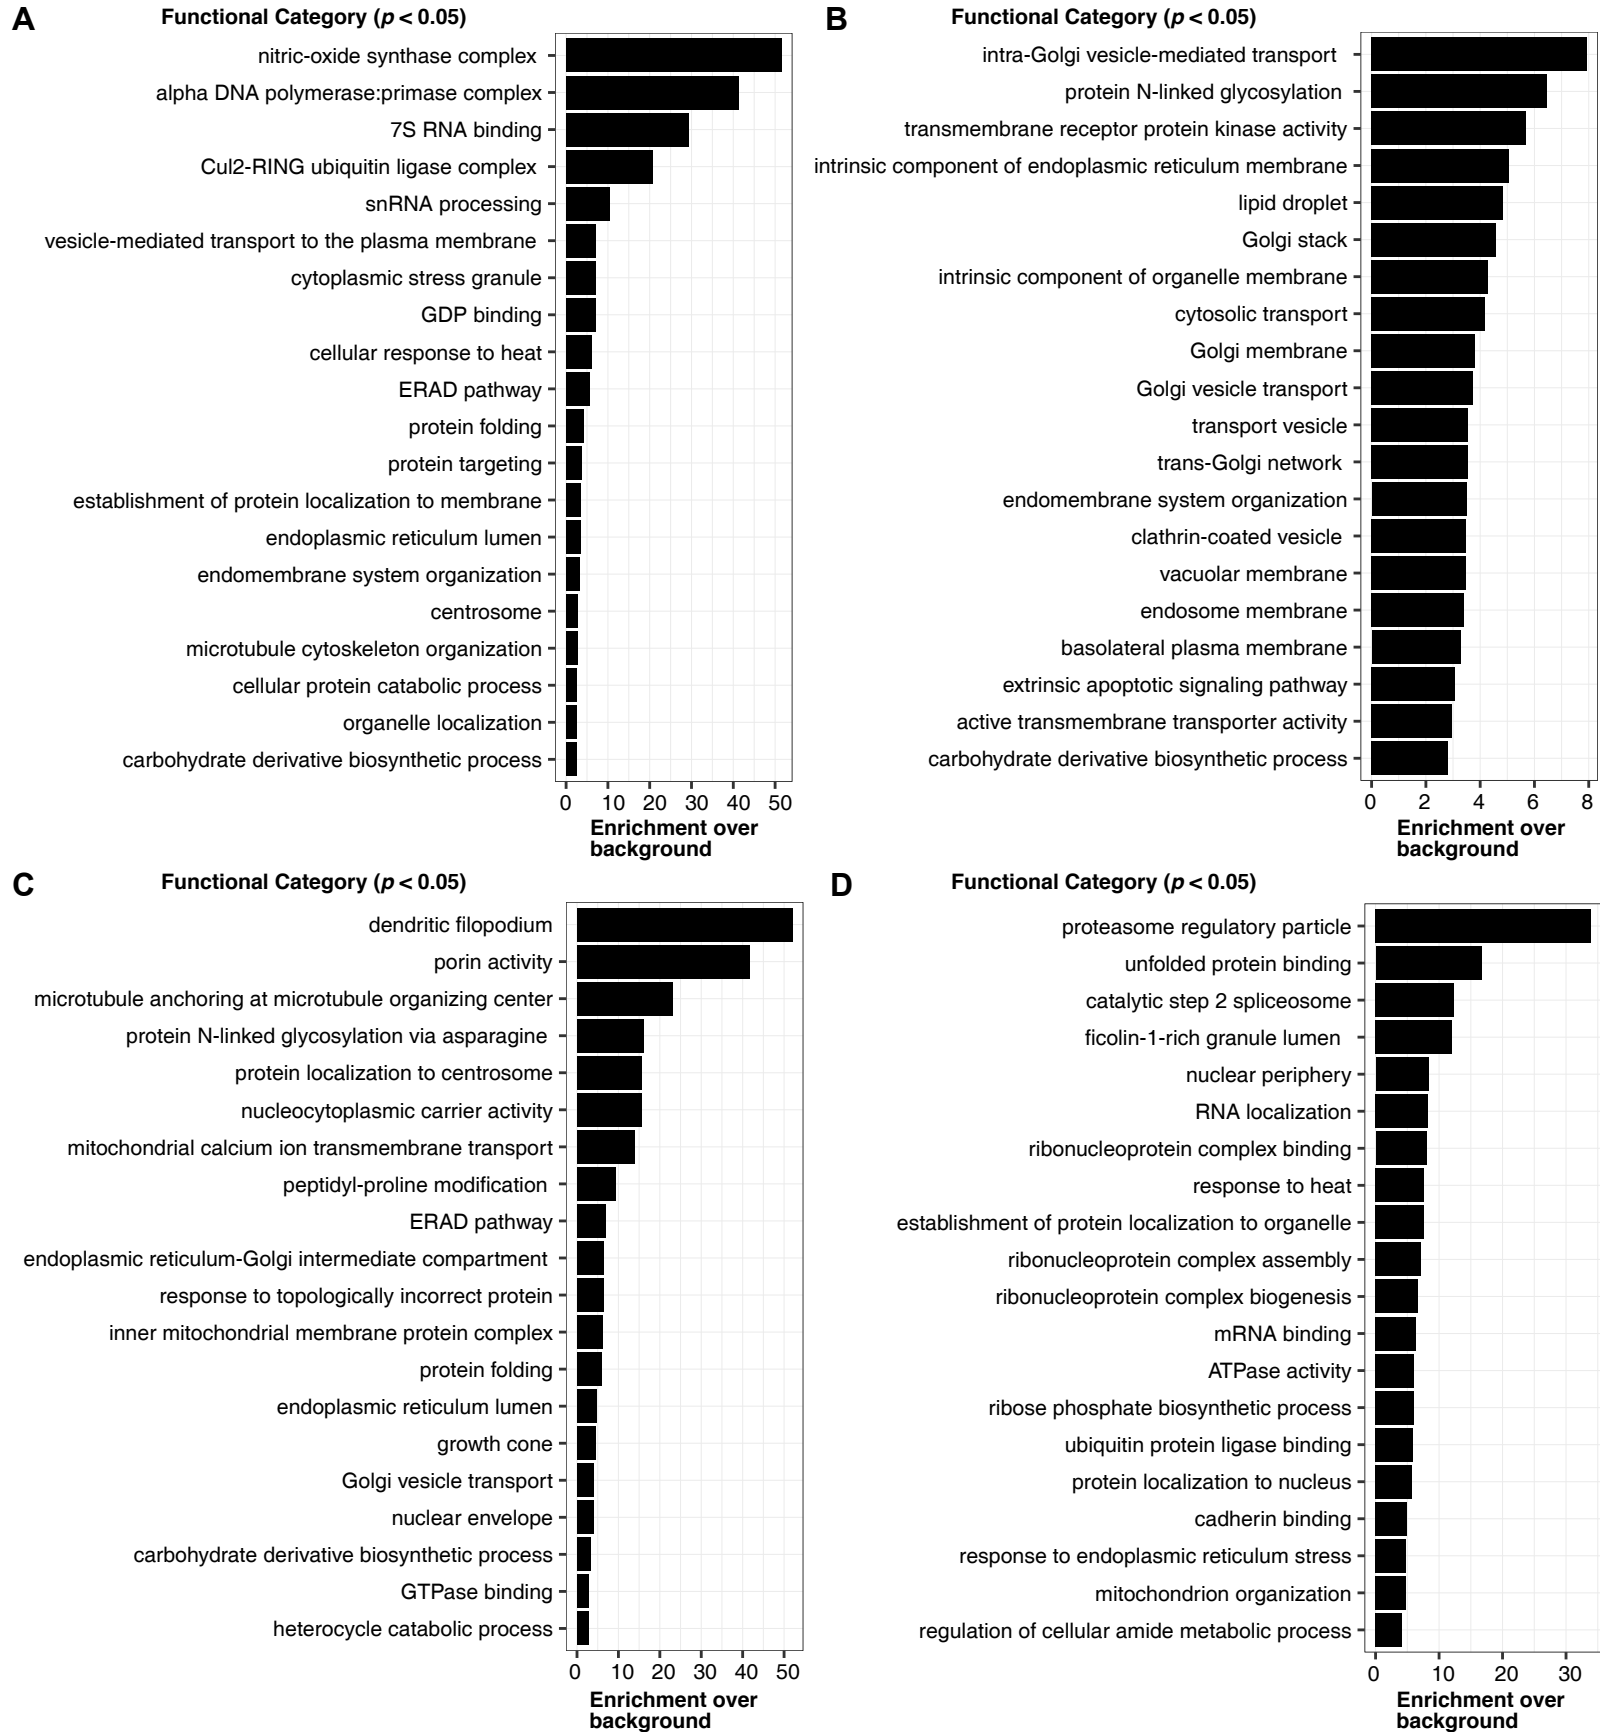 A
Functional Category (p < 0.05)
nitric-oxide synthase complex
alpha DNA polymerase:primase complex
7S RNA binding
Cul2-RING ubiquitin ligase complex
snRNA processing
vesicle-mediated transport to the plasma membrane
cytoplasmic stress granule
GDP binding
cellular response to heat
ERAD pathway
protein folding
protein targeting
establishment of protein localization to membrane
endoplasmic reticulum lumen
endomembrane system organization
centrosome
microtubule cytoskeleton organization
cellular protein catabolic process
organelle localization
carbohydrate derivative biosynthetic process
0 10 20 30 40 50
Enrichment over
background
B
Functional Category (p < 0.05)
intra-Golgi vesicle-mediated transport
protein N-linked glycosylation
transmembrane receptor protein kinase activity
intrinsic component of endoplasmic reticulum membrane
lipid droplet
Golgi stack
intrinsic component of organelle membrane
cytosolic transport
Golgi membrane
Golgi vesicle transport
transport vesicle
trans-Golgi network
endomembrane system organization
clathrin-coated vesicle
vacuolar membrane
endosome membrane
basolateral plasma membrane
extrinsic apoptotic signaling pathway
active transmembrane transporter activity
carbohydrate derivative biosynthetic process
0 2 4 6 8
Enrichment over
background
C
Functional Category (p < 0.05)
dendritic filopodium
porin activity
microtubule anchoring at microtubule organizing center
protein N-linked glycosylation via asparagine
protein localization to centrosome
nucleocytoplasmic carrier activity
mitochondrial calcium ion transmembrane transport
peptidyl-proline modification
ERAD pathway
endoplasmic reticulum-Golgi intermediate compartment
response to topologically incorrect protein
inner mitochondrial membrane protein complex
protein folding
endoplasmic reticulum lumen
growth cone
Golgi vesicle transport
nuclear envelope
carbohydrate derivative biosynthetic process
GTPase binding
heterocycle catabolic process
0 10 20 30 40 50
Enrichment over
background
D
Functional Category (p < 0.05)
proteasome regulatory particle
unfolded protein binding
catalytic step 2 spliceosome
ficolin-1-rich granule lumen
nuclear periphery
RNA localization
ribonucleoprotein complex binding
response to heat
establishment of protein localization to organelle
ribonucleoprotein complex assembly
ribonucleoprotein complex biogenesis
mRNA binding
ATPase activity
ribose phosphate biosynthetic process
ubiquitin protein ligase binding
protein localization to nucleus
cadherin binding
response to endoplasmic reticulum stress
mitochondrion organization
regulation of cellular amide metabolic process
0 10 20 30
Enrichment over
background